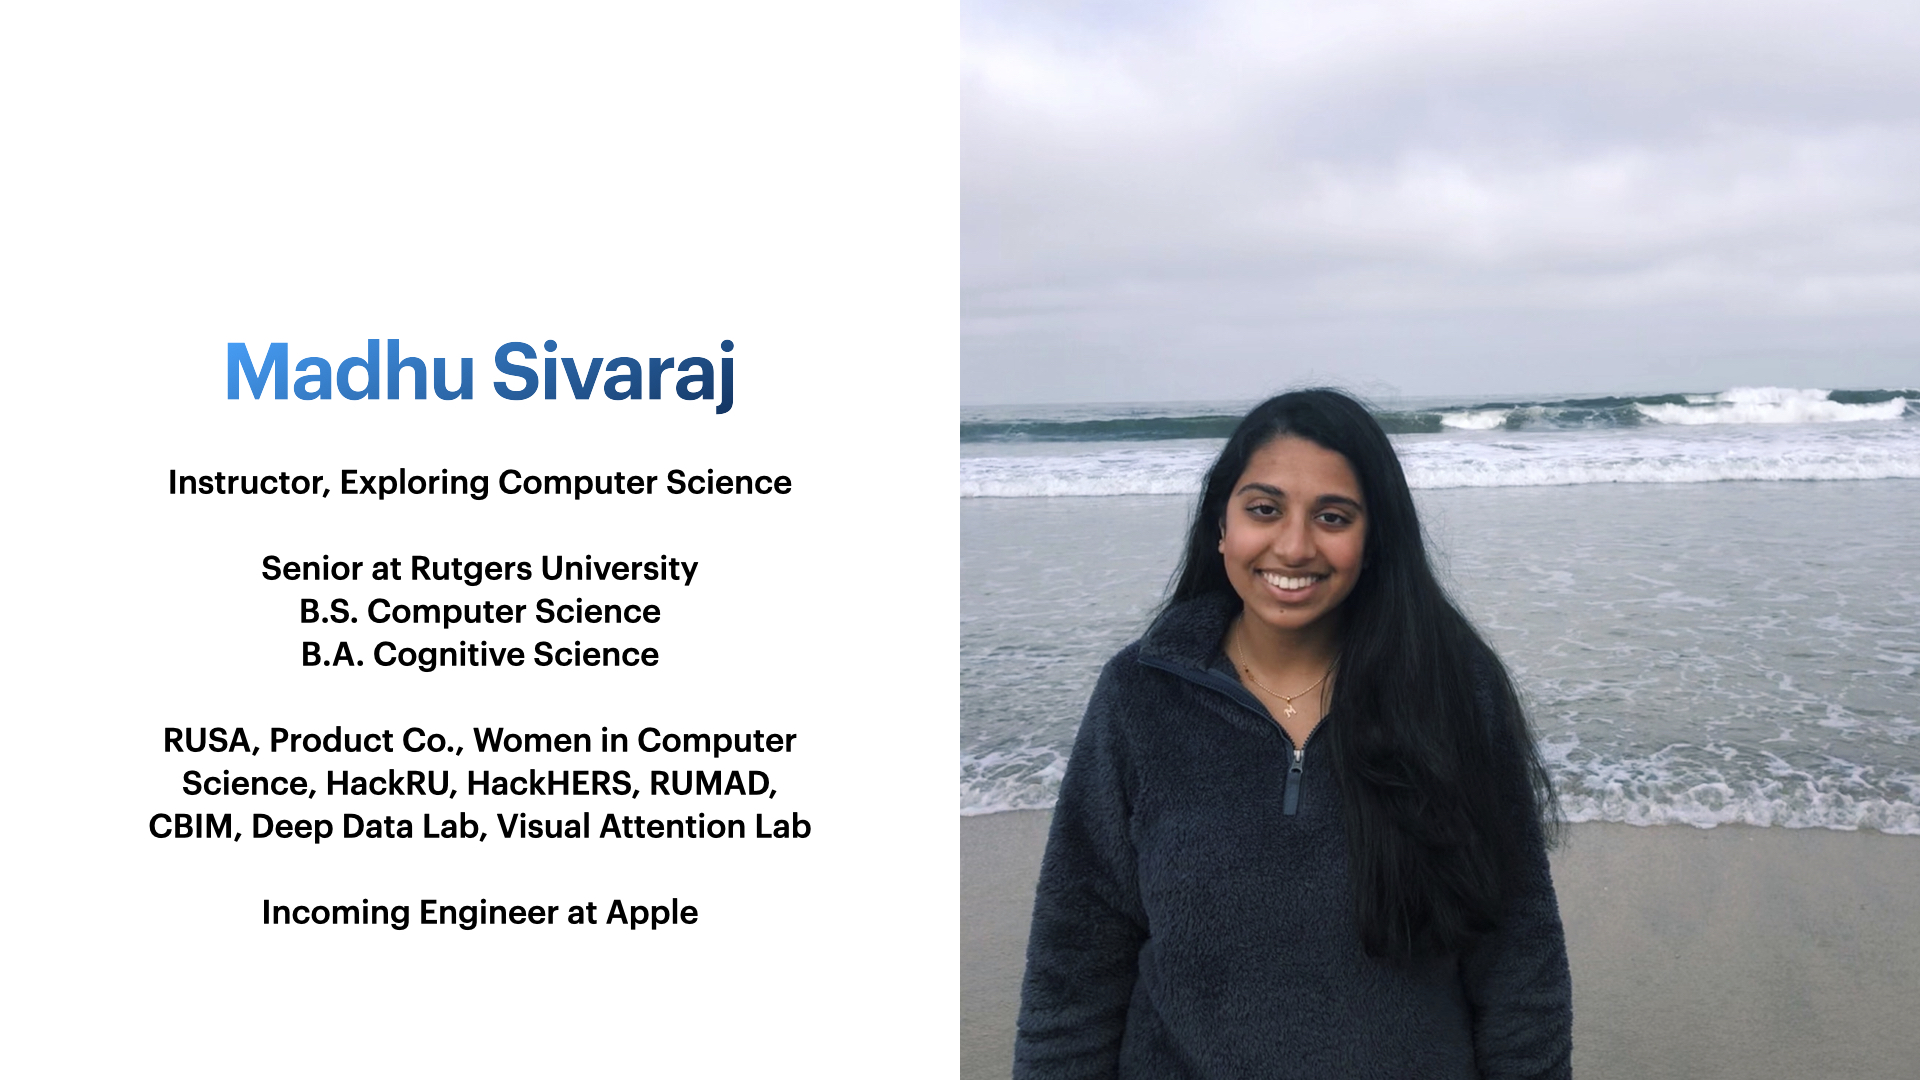 Madhu Sivaraj
Instructor, Exploring Computer Science
Senior at Rutgers University
B.S. Computer Science
B.A. Cognitive Science
RUSA, Product Co., Women in Computer
Science, HackRU, HackHERS, RUMAD,
CBIM, Deep Data Lab, Visual Attention Lab
Incoming Engineer at Apple